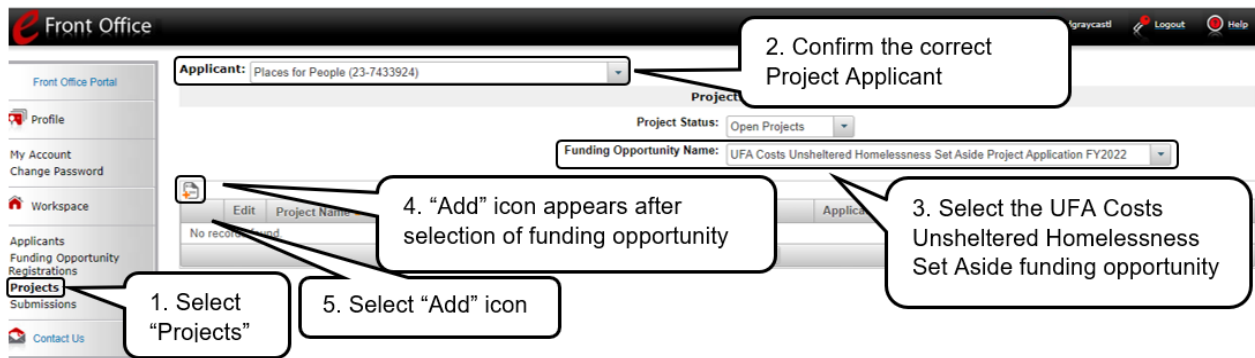 e Front Office
fgraycastl Logout Help
Front Office Portal
Profile
My Account
Change Password
Workspace
Applicants
Funding Opportunity
Registrations
Projects
Submissions
Contact Us
Applicant: Places for People (23-7433924)
Project
Project Status: Open Projects
Funding Opportunity Name: UFA Costs Unsheltered Homelessness Set Aside Project Application FY2022
Edit Project Name Applica
No records found.
1. Select
“Projects”
2. Confirm the correct
Project Applicant
3. Select the UFA Costs
Unsheltered Homelessness
Set Aside funding opportunity
4. “Add” icon appears after
selection of funding opportunity
5. Select “Add” icon